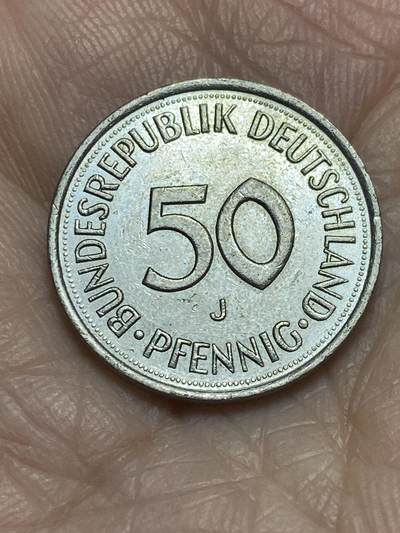 BUNDESREPUBLIK DEUTSCHLAND
50
J
· PFENNIG ·